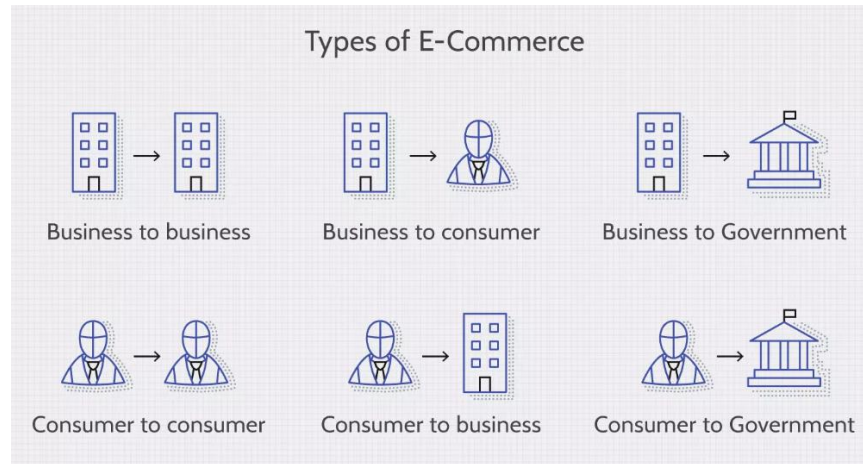 Types of E-Commerce
Business to business
Business to consumer
Business to Government
Consumer to consumer
Consumer to business
Consumer to Government